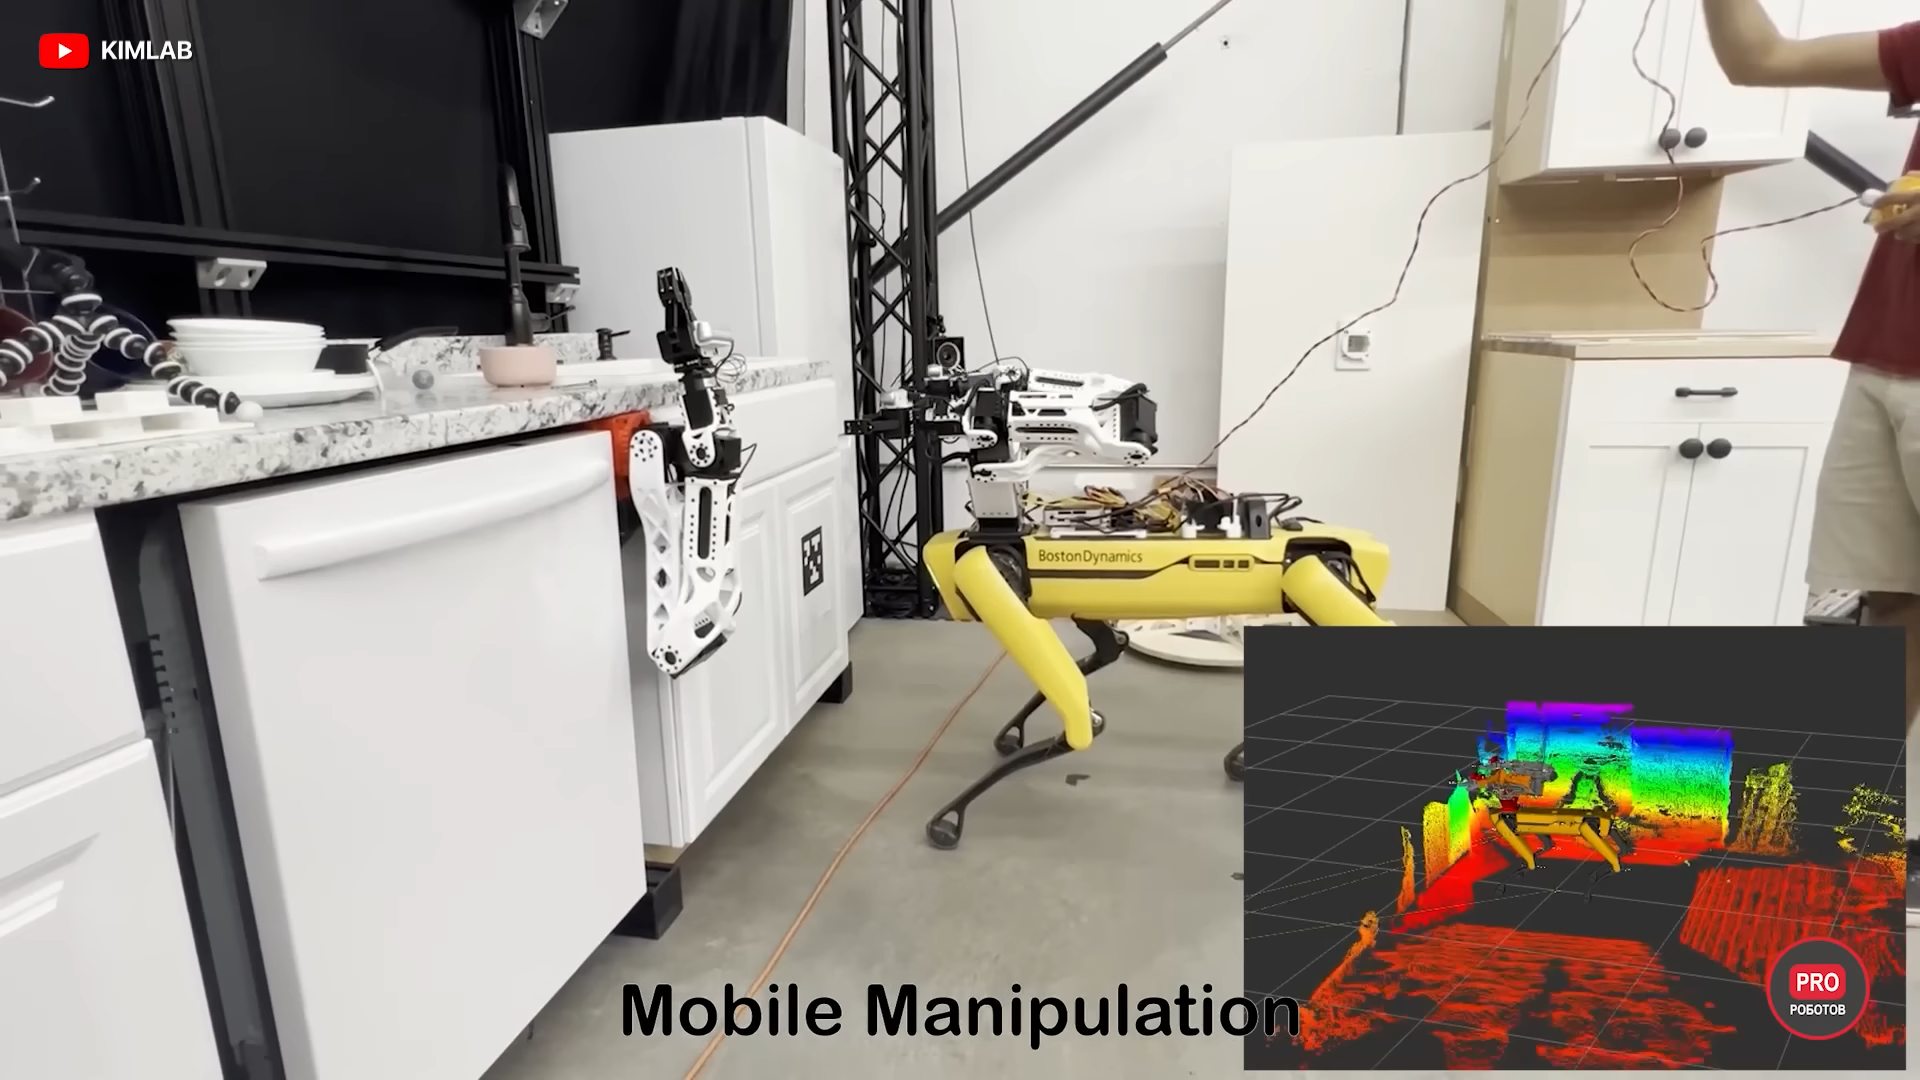 KIMLAB
BostonDynamics
Mobile Manipulation
PRO
РОБОТОВ